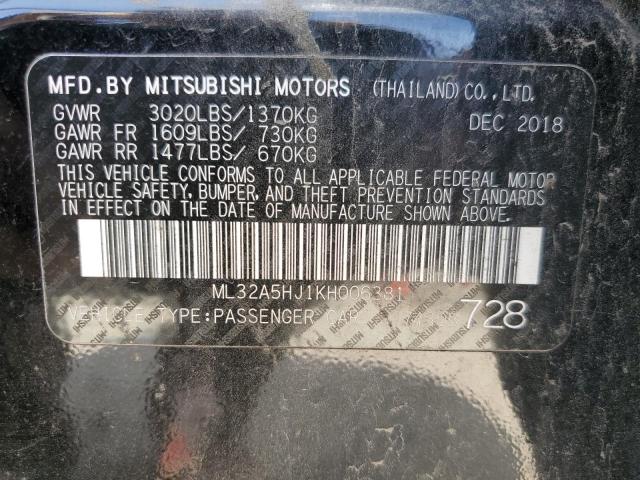 MFD.BY MITSUBISHI MOTORS (THAILAND)CO.,LTD.
GVWR 3020LBS/1370KG
DEC 2018
GAWR FR 1609LBS/ 730KG
GAWR RR 1477LBS/ 670KG
THIS VEHICLE CONFORMS TO ALL APPLICABLE FEDERAL MOTOR
VEHICLE SAFETY, BUMPER, AND THEFT PREVENTION STANDARDS
IN EFFECT ON THE DATE OF MANUFACTURE SHOWN ABOVE.
ML32A5HJ1KH006381
VEHICLE TYPE:PASSENGER CAR
728